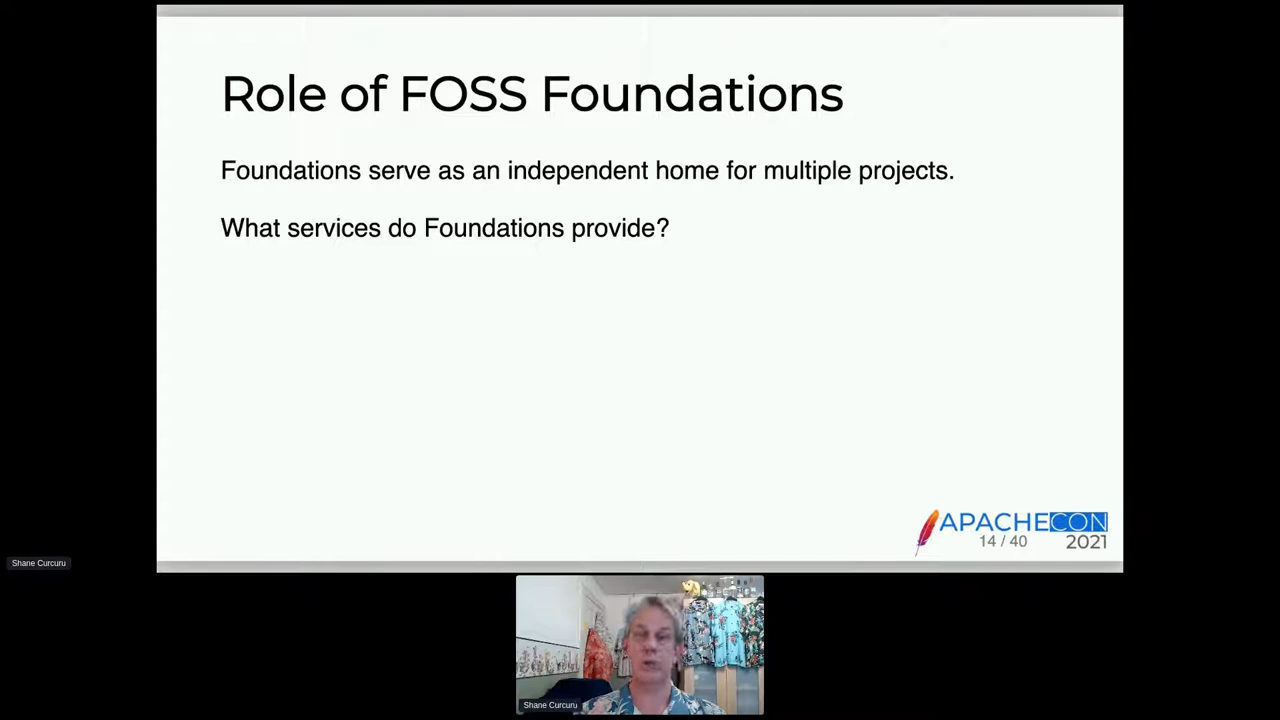 Role of FOSS Foundations
Foundations serve as an independent home for multiple projects.
What services do Foundations provide?
APACHECON
14 / 40
2021
Shane Curcuru
Shane Curcuru